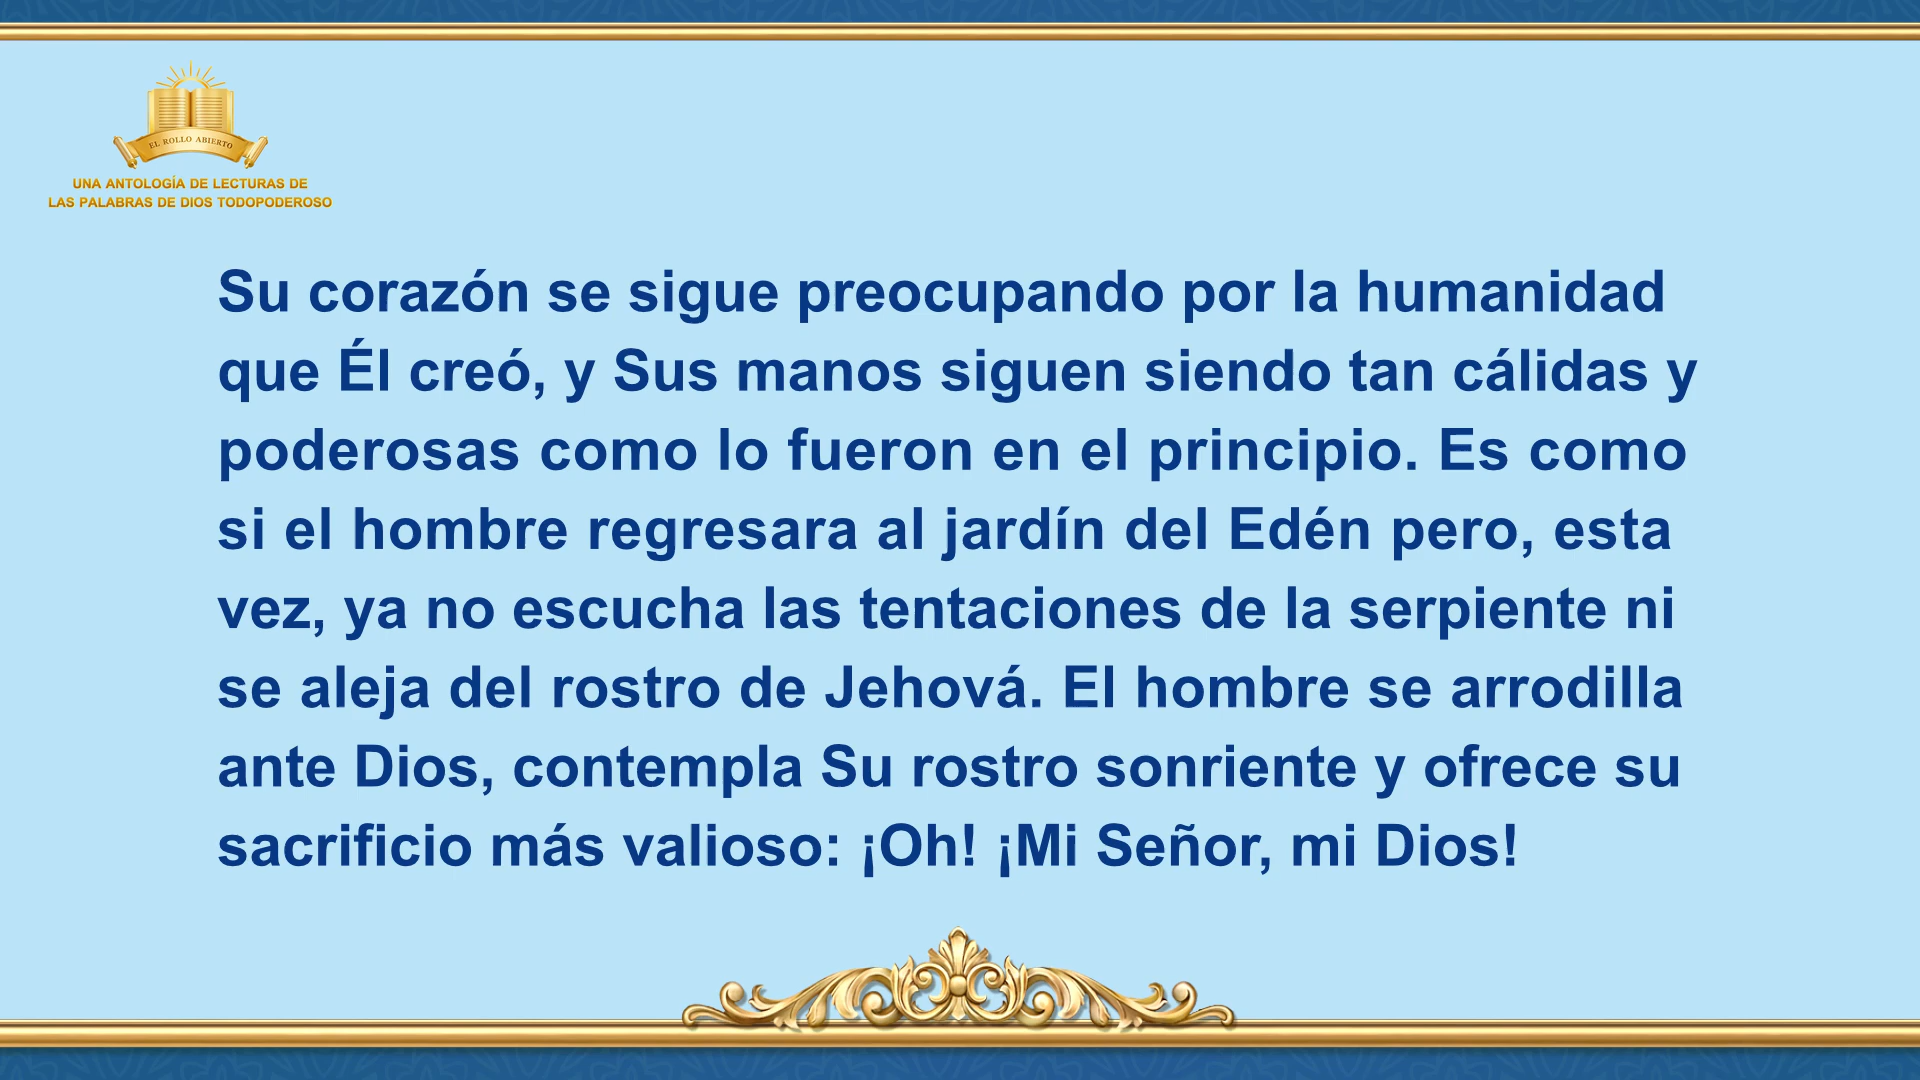 EL ROLLO ABIERTO
UNA ANTOLOGÍA DE LECTURAS DE
LAS PALABRAS DE DIOS TODOPODEROSO
Su corazón se sigue preocupando por la humanidad
que Él creó, y Sus manos siguen siendo tan cálidas y
poderosas como lo fueron en el principio. Es como
si el hombre regresara al jardín del Edén pero, esta
vez, ya no escucha las tentaciones de la serpiente ni
se aleja del rostro de Jehová. El hombre se arrodilla
ante Dios, contempla Su rostro sonriente y ofrece su
sacrificio más valioso: ¡Oh! ¡Mi Señor, mi Dios!